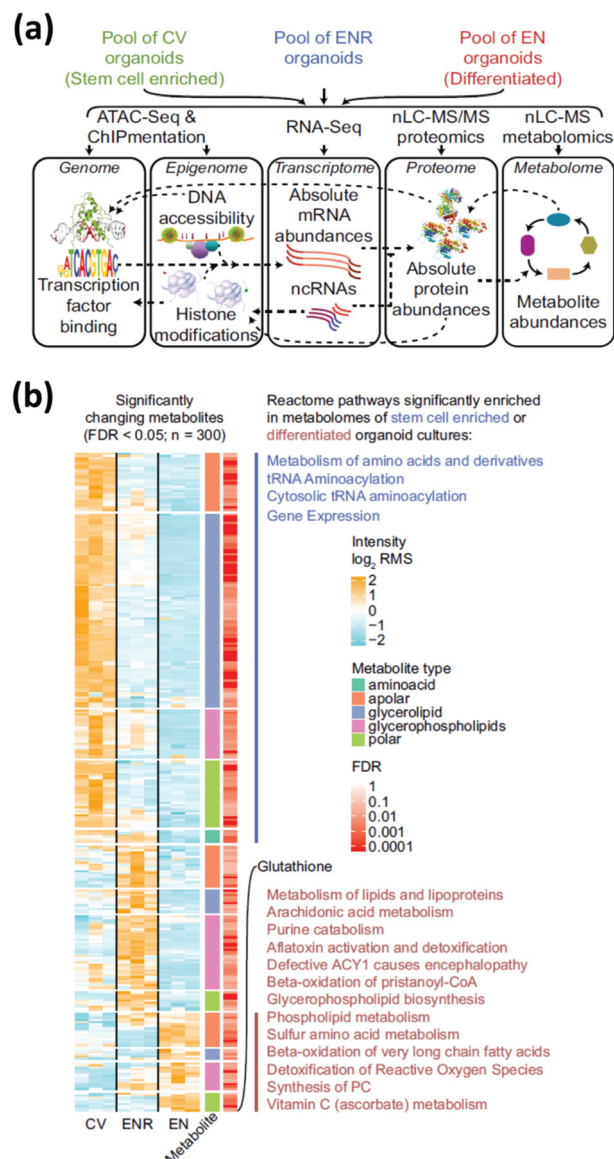 (a)
Pool of CV
organoids
(Stem cell enriched)
Pool of ENR
organoids
Pool of EN
organoids
(Differentiated)
ATAC-Seq &
ChIPmentation
RNA-Seq
nLC-MS/MS
proteomics
nLC-MS
metabolomics
Genome
Epigenome
Transcriptome
Proteome
Metabolome
ATCACGTGAC
Transcription
factor
binding
DNA
accessibility
Histone
modifications
Absolute
mRNA
abundances
ncRNAs
Absolute
protein
abundances
Metabolite
abundances
(b)
Significantly
changing metabolites
(FDR < 0.05; n = 300)
Reactome pathways significantly enriched
in metabolomes of stem cell enriched or
differentiated organoid cultures:
Metabolism of amino acids and derivatives
tRNA Aminoacylation
Cytosolic tRNA aminoacylation
Gene Expression
Intensity
log2 RMS
2
1
0
−1
−2
Metabolite type
aminoacid
apolar
glycerolipid
glycerophospholipids
polar
FDR
1
0.1
0.01
0.001
0.0001
Glutathione
Metabolism of lipids and lipoproteins
Arachidonic acid metabolism
Purine catabolism
Aflatoxin activation and detoxification
Defective ACY1 causes encephalopathy
Beta-oxidation of pristanoyl-CoA
Glycerophospholipid biosynthesis
Phospholipid metabolism
Sulfur amino acid metabolism
Beta-oxidation of very long chain fatty acids
Detoxification of Reactive Oxygen Species
Synthesis of PC
Vitamin C (ascorbate) metabolism
CV ENR EN Metabolite